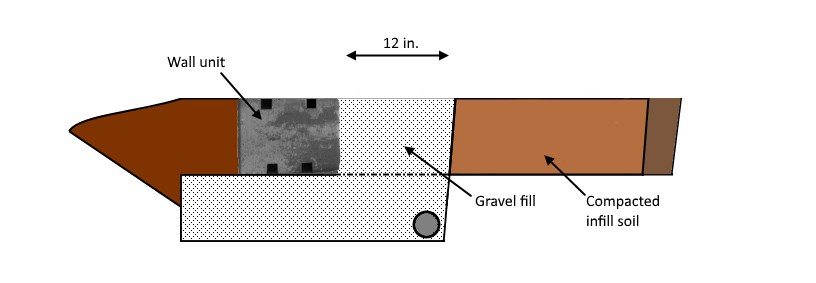 12 in.
Wall unit
Gravel fill
Compacted
infill soil